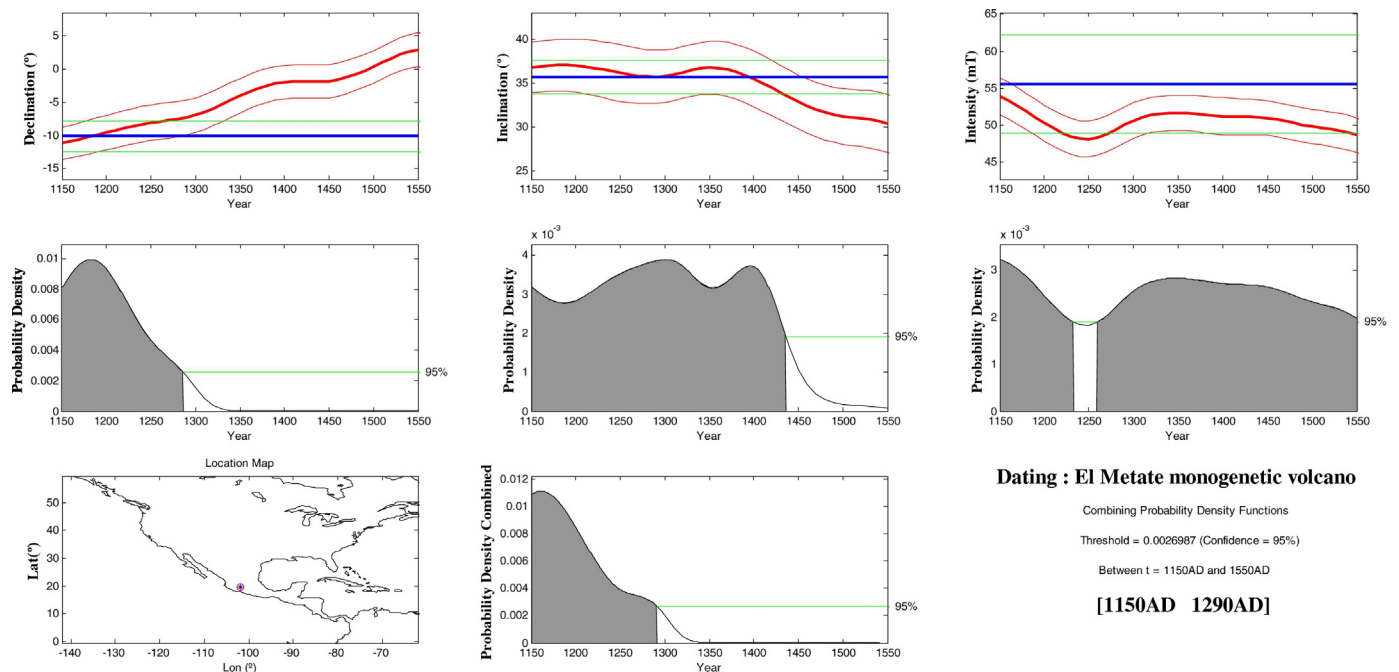 Declination (º)
5
0
-5
-10
-15
1150 1200 1250 1300 1350 1400 1450 1500 1550
Year
Inclination (º)
40
35
30
25
1150 1200 1250 1300 1350 1400 1450 1500 1550
Year
Intensity (mT)
65
60
55
50
45
1150 1200 1250 1300 1350 1400 1450 1500 1550
Year
Probability Density
0.01
0.008
0.006
0.004
0.002
0
95%
1150 1200 1250 1300 1350 1400 1450 1500 1550
Year
x 10⁻³
Probability Density
4
3
2
1
0
95%
1150 1200 1250 1300 1350 1400 1450 1500 1550
Year
x 10⁻³
Probability Density
3
2
1
0
95%
1150 1200 1250 1300 1350 1400 1450 1500 1550
Year
Location Map
Lat(º)
50
40
30
20
10
0
-140 -130 -120 -110 -100 -90 -80 -70
Lon (º)
Probability Density Combined
0.012
0.01
0.008
0.006
0.004
0.002
0
95%
1150 1200 1250 1300 1350 1400 1450 1500 1550
Year
Dating : El Metate monogenetic volcano
Combining Probability Density Functions
Threshold = 0.0026987 (Confidence = 95%)
Between t = 1150AD and 1550AD
[1150AD 1290AD]